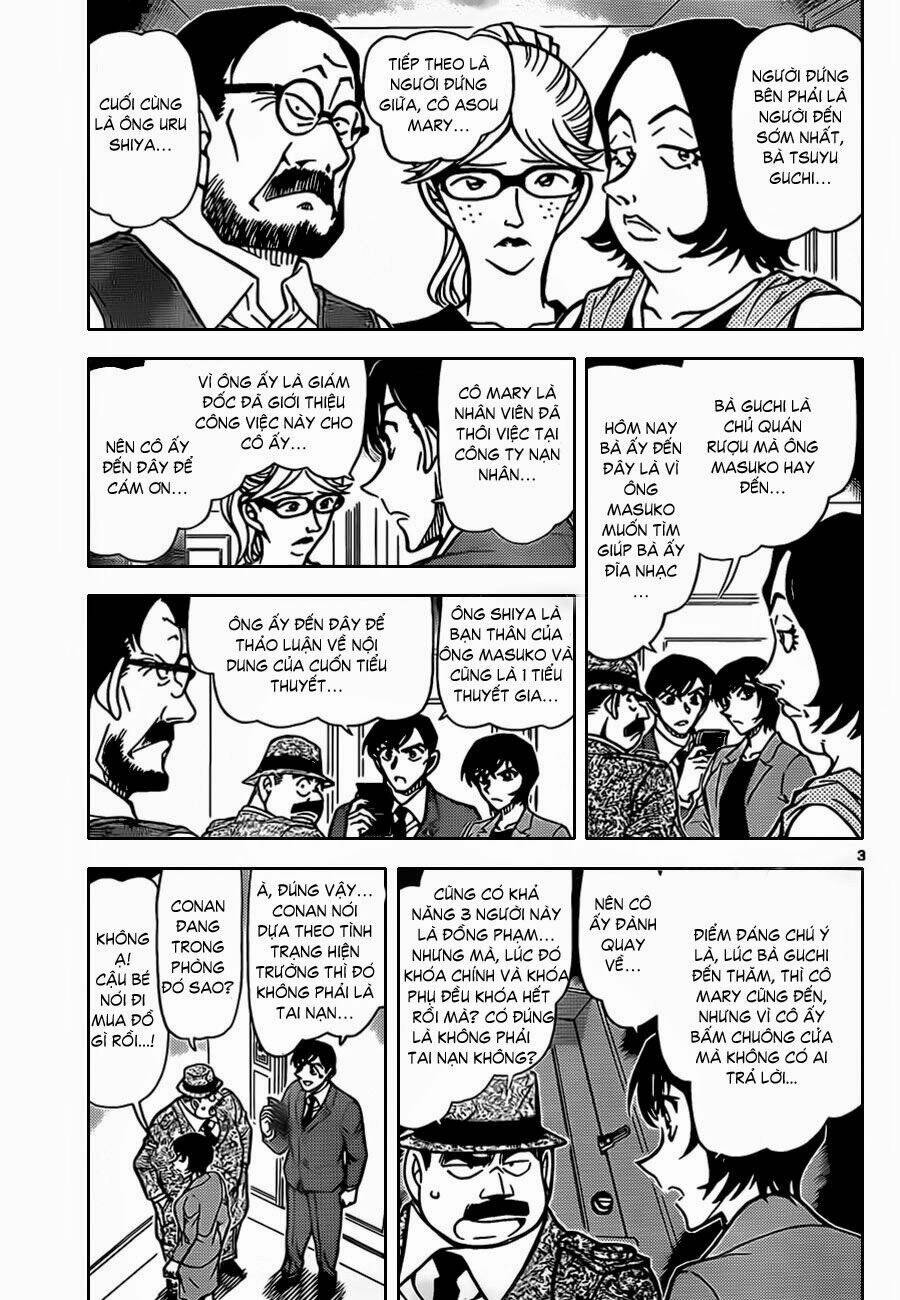 NGƯỜI ĐỨNG
BÊN PHẢI LÀ
NGƯỜI ĐẾN
SỚM NHẤT,
BÀ TSUYU
GUCHI...
TIẾP THEO LÀ
NGƯỜI ĐỨNG
GIỮA, CÔ ASOU
MARY...
CUỐI CÙNG
LÀ ÔNG URU
SHIYA...
BÀ GUCHI LÀ
CHỦ QUÁN
RƯỢU MÀ ÔNG
MASUKO HAY
ĐẾN...
HÔM NAY
BÀ ẤY ĐẾN
ĐÂY LÀ VÌ
ÔNG
MASUKO
MUỐN TÌM
GIÚP BÀ ẤY
ĐĨA NHẠC
...
CÔ MARY LÀ
NHÂN VIÊN ĐÃ
THÔI VIỆC TẠI
CÔNG TY NẠN
NHÂN...
VÌ ÔNG ẤY LÀ GIÁM
ĐỐC ĐÃ GIỚI THIỆU
CÔNG VIỆC NÀY CHO
CÔ ẤY...
NÊN CÔ ẤY
ĐẾN ĐÂY ĐỂ
CÁM ƠN...
ÔNG SHIYA LÀ
BẠN THÂN CỦA
ÔNG MASUKO VÀ
CŨNG LÀ 1 TIỂU
THUYẾT GIA...
ÔNG ẤY ĐẾN ĐÂY ĐỂ
THẢO LUẬN VỀ NỘI
DUNG CỦA CUỐN TIỂU
THUYẾT...
3
ĐIỂM ĐÁNG CHÚ Ý
LÀ, LÚC BÀ GUCHI
ĐẾN THĂM, THÌ CÔ
MARY CŨNG ĐẾN,
NHƯNG VÌ CÔ ẤY
BẤM CHUÔNG CỬA
MÀ KHÔNG CÓ AI
TRẢ LỜI...
NÊN CÔ
ẤY ĐÀNH
QUAY
VỀ...
CŨNG CÓ KHẢ
NĂNG 3 NGƯỜI NÀY
LÀ ĐỒNG PHẠM...
NHƯNG MÀ, LÚC ĐÓ
KHÓA CHÍNH VÀ KHÓA
PHỤ ĐỀU KHÓA HẾT
RỒI MÀ? CÓ ĐÚNG
LÀ KHÔNG PHẢI
TAI NẠN KHÔNG?
À, ĐÚNG VẬY...
CONAN NÓI
DỰA THEO TÌNH
TRẠNG HIỆN
TRƯỜNG THÌ ĐÓ
KHÔNG PHẢI LÀ
TAI NẠN...
CONAN
ĐANG
TRONG
PHÒNG
ĐÓ SAO?
KHÔNG
Ạ!
CẬU BÉ
NÓI ĐI
MUA ĐỒ
GÌ RỒI...!